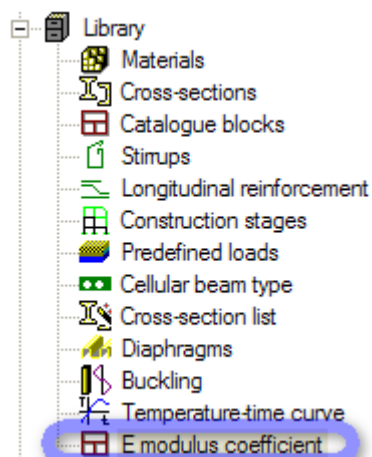 Library
Materials
Cross-sections
Catalogue blocks
Stirrups
Longitudinal reinforcement
Construction stages
Predefined loads
Cellular beam type
Cross-section list
Diaphragms
Buckling
Temperature-time curve
E modulus coefficient